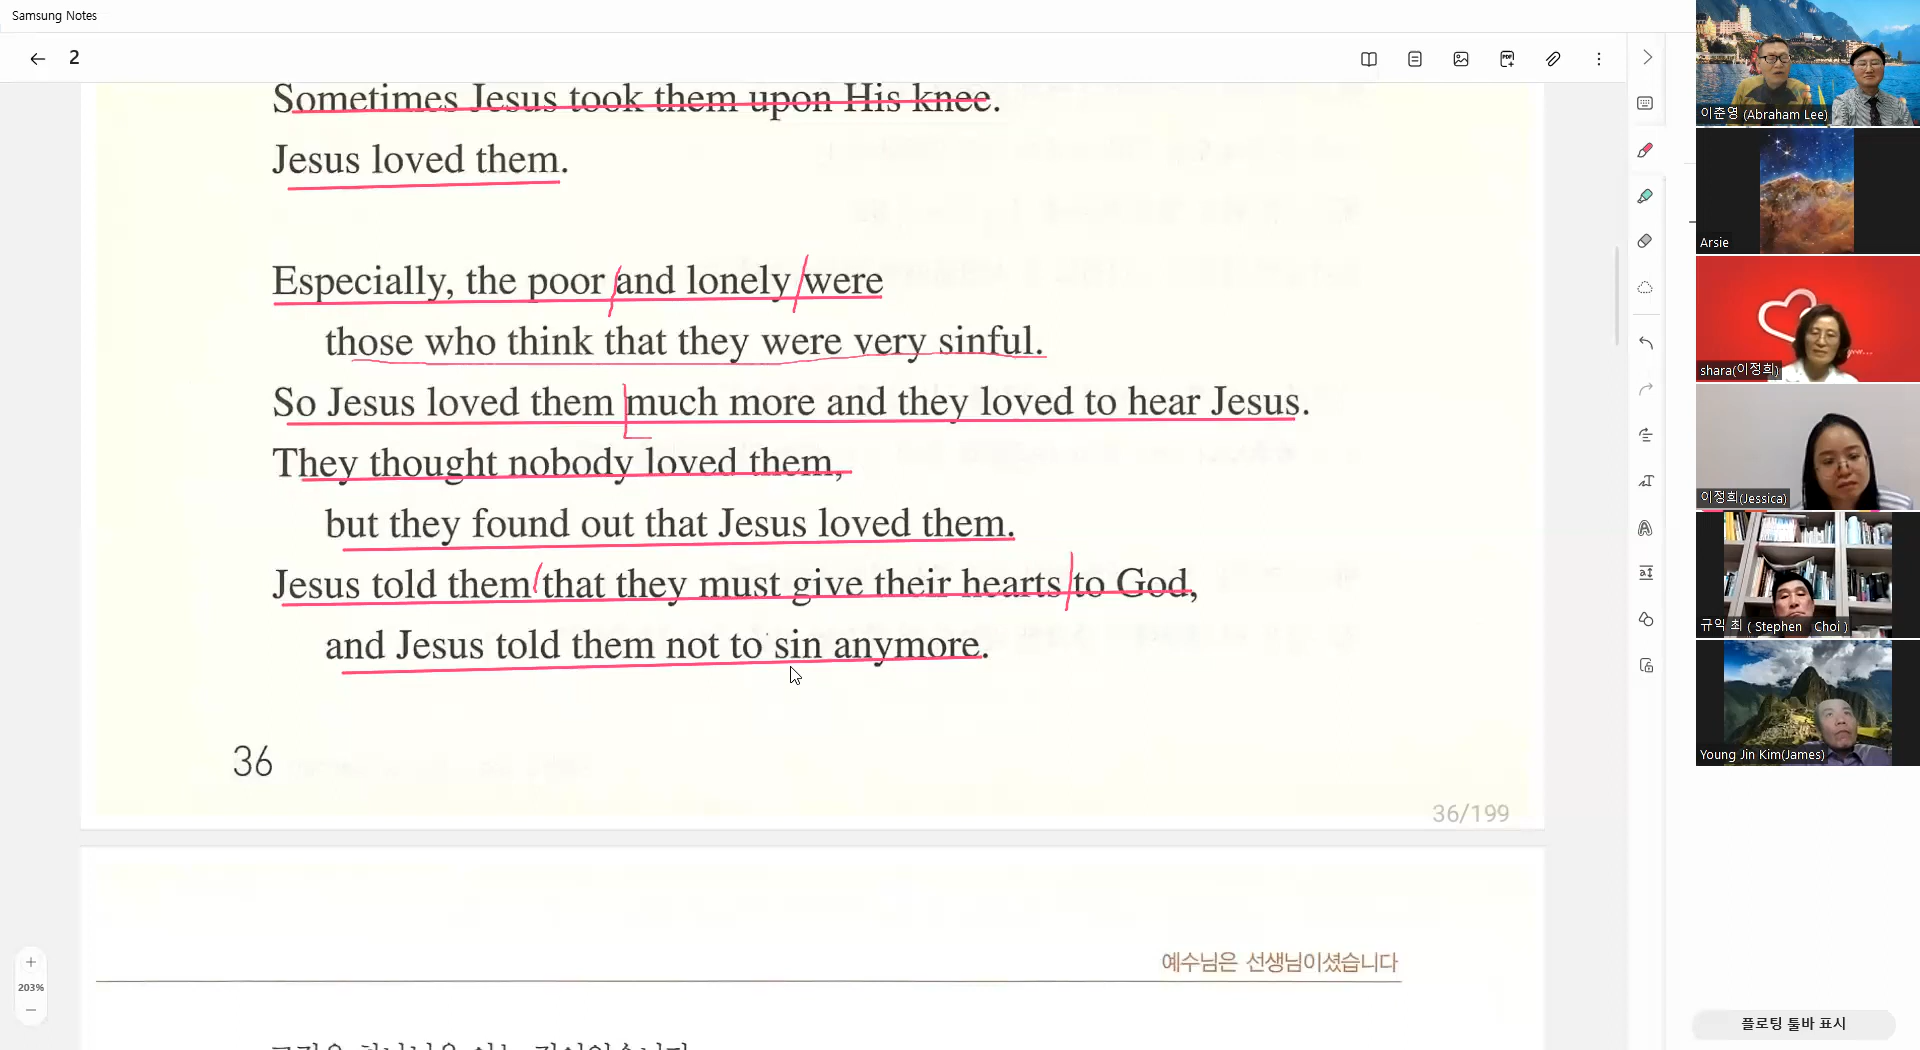 Samsung Notes
2
Sometimes Jesus took them upon His knee.
Jesus loved them.
Especially, the poor and lonely were
those who think that they were very sinful.
So Jesus loved them much more and they loved to hear Jesus.
They thought nobody loved them,
but they found out that Jesus loved them.
Jesus told them that they must give their hearts to God,
and Jesus told them not to sin anymore.
36
36/199
예수님은 선생님이셨습니다
203%
이춘영 (Abraham Lee)
Arsie
shara(이정희)
이정희(Jessica)
규익 최 ( Stephen Choi )
Young Jin Kim(James)
플로팅 툴바 표시